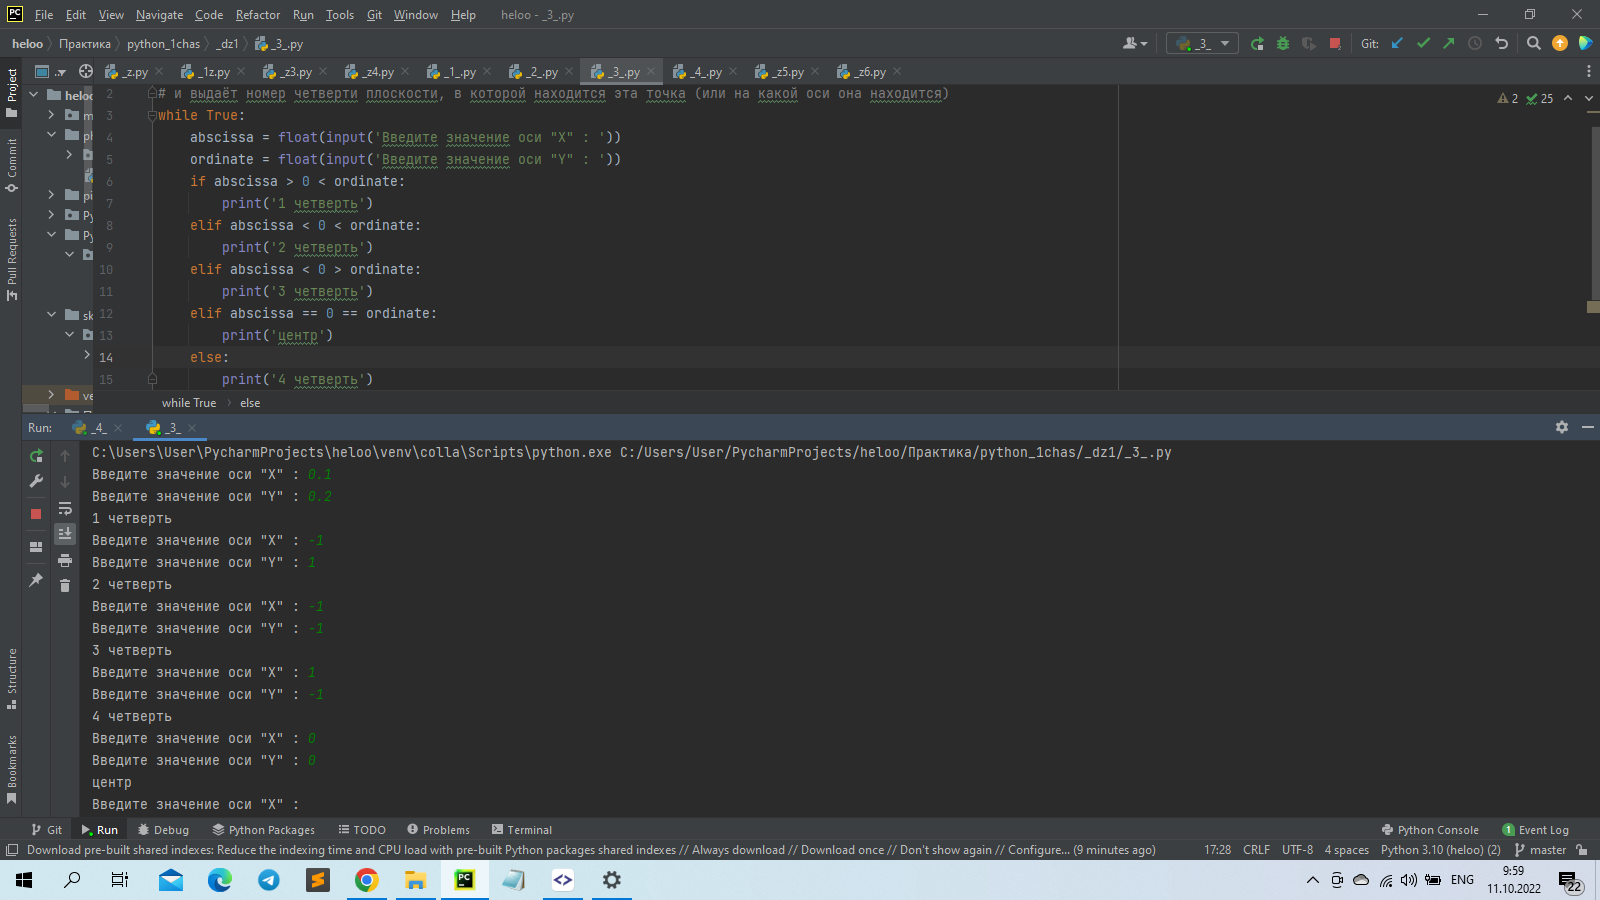 File Edit View Navigate Code Refactor Run Tools Git Window Help heloo - _3_.py
heloo Практика python_1chas _dz1 _3_.py
_3_ Git:
_z.py _1z.py _z3.py _z4.py _1_.py _2_.py _3_.py _4_.py _z5.py _z6.py
Project
Commit
Pull Requests
Structure
Bookmarks
2 # и выдаёт номер четверти плоскости, в которой находится эта точка (или на какой оси она находится)
2 25
3 while True:
4 abscissa = float(input('Введите значение оси "X" : '))
5 ordinate = float(input('Введите значение оси "Y" : '))
6 if abscissa > 0 < ordinate:
7 print('1 четверть')
8 elif abscissa < 0 < ordinate:
9 print('2 четверть')
10 elif abscissa < 0 > ordinate:
11 print('3 четверть')
12 elif abscissa == 0 == ordinate:
13 print('центр')
14 else:
15 print('4 четверть')
while True else
Run: _4_ _3_
C:\Users\User\PycharmProjects\heloo\venv\colla\Scripts\python.exe C:/Users/User/PycharmProjects/heloo/Практика/python_1chas/_dz1/_3_.py
Введите значение оси "X" : 0.1
Введите значение оси "Y" : 0.2
1 четверть
Введите значение оси "X" : -1
Введите значение оси "Y" : 1
2 четверть
Введите значение оси "X" : -1
Введите значение оси "Y" : -1
3 четверть
Введите значение оси "X" : 1
Введите значение оси "Y" : -1
4 четверть
Введите значение оси "X" : 0
Введите значение оси "Y" : 0
центр
Введите значение оси "X" :
Git Run Debug Python Packages TODO Problems Terminal Python Console 1 Event Log
Download pre-built shared indexes: Reduce the indexing time and CPU load with pre-built Python packages shared indexes // Always download // Download once // Don't show again // Configure... (9 minutes ago) 17:28 CRLF UTF-8 4 spaces Python 3.10 (heloo) (2) master
ENG
9:59
11.10.2022
22